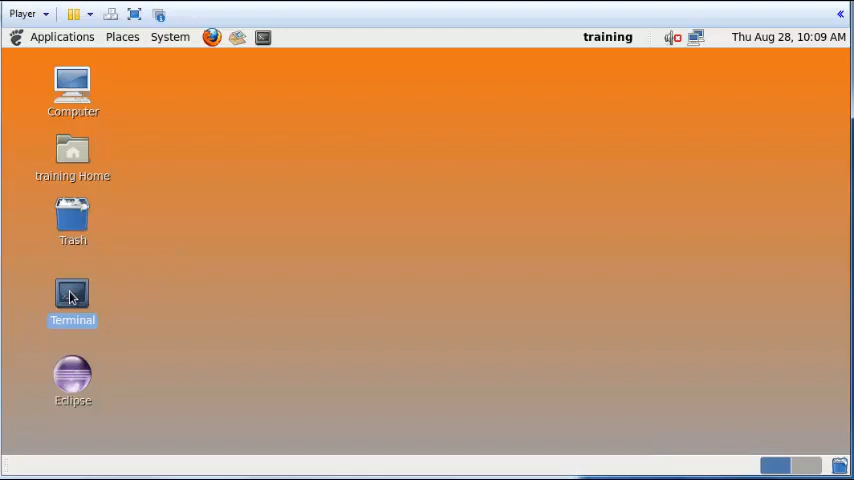 Player
Applications Places System training Thu Aug 28, 10:09 AM
Computer
training Home
Trash
Terminal
Eclipse